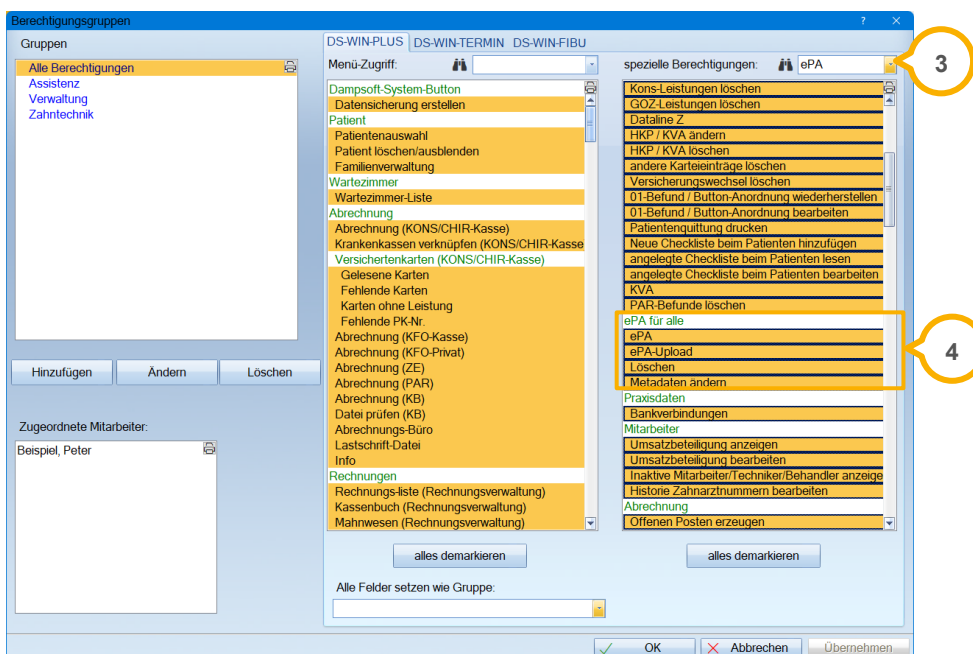 Berechtigungsgruppen
Gruppen
Alle Berechtigungen
Assistenz
Verwaltung
Zahntechnik
Hinzufügen
Ändern
Löschen
Zugeordnete Mitarbeiter:
Beispiel, Peter
DS-WIN-PLUS DS-WIN-TERMIN DS-WIN-FIBU
Menü-Zugriff:
Dampsoft-System-Button
Datensicherung erstellen
Patient
Patientenauswahl
Patient löschen/ausblenden
Familienverwaltung
Wartezimmer
Wartezimmer-Liste
Abrechnung
Abrechnung (KONS/CHIR-Kasse)
Krankenkassen verknüpfen (KONS/CHIR-Kasse
Versichertenkarten (KONS/CHIR-Kasse)
Gelesene Karten
Fehlende Karten
Karten ohne Leistung
Fehlende PK-Nr.
Abrechnung (KFO-Kasse)
Abrechnung (KFO-Privat)
Abrechnung (ZE)
Abrechnung (PAR)
Abrechnung (KB)
Datei prüfen (KB)
Abrechnungs-Büro
Lastschrift-Datei
Info
Rechnungen
Rechnungs-liste (Rechnungsverwaltung)
Kassenbuch (Rechnungsverwaltung)
Mahnwesen (Rechnungsverwaltung)
alles demarkieren
Alle Felder setzen wie Gruppe:
spezielle Berechtigungen:
ePA
3
Kons-Leistungen löschen
GOZ-Leistungen löschen
Dataline Z
HKP / KVA ändern
HKP / KVA löschen
andere Karteieinträge löschen
Versicherungswechsel löschen
01-Befund / Button-Anordnung wiederherstellen
01-Befund / Button-Anordnung bearbeiten
Patientenquittung drucken
Neue Checkliste beim Patienten hinzufügen
angelegte Checkliste beim Patienten lesen
angelegte Checkliste beim Patienten bearbeiten
KVA
PAR-Befunde löschen
ePA für alle
ePA
ePA-Upload
Löschen
Metadaten ändern
4
Praxisdaten
Bankverbindungen
Mitarbeiter
Umsatzbeteiligung anzeigen
Umsatzbeteiligung bearbeiten
Inaktive Mitarbeiter/Techniker/Behandler anzeige
Historie Zahnarztnummern bearbeiten
Abrechnung
Offenen Posten erzeugen
alles demarkieren
OK
Abbrechen
Übernehmen